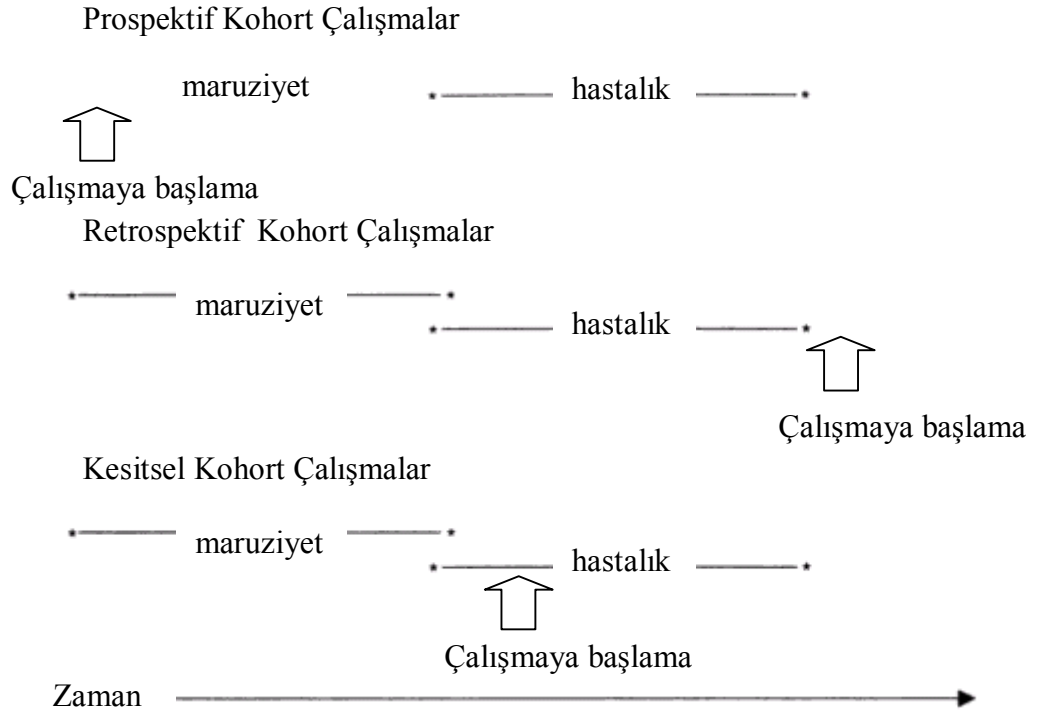 Prospektif Kohort Çalışmalar
maruziyet hastalık
Çalışmaya başlama
Retrospektif Kohort Çalışmalar
maruziyet
hastalık
Çalışmaya başlama
Kesitsel Kohort Çalışmalar
maruziyet
hastalık
Çalışmaya başlama
Zaman